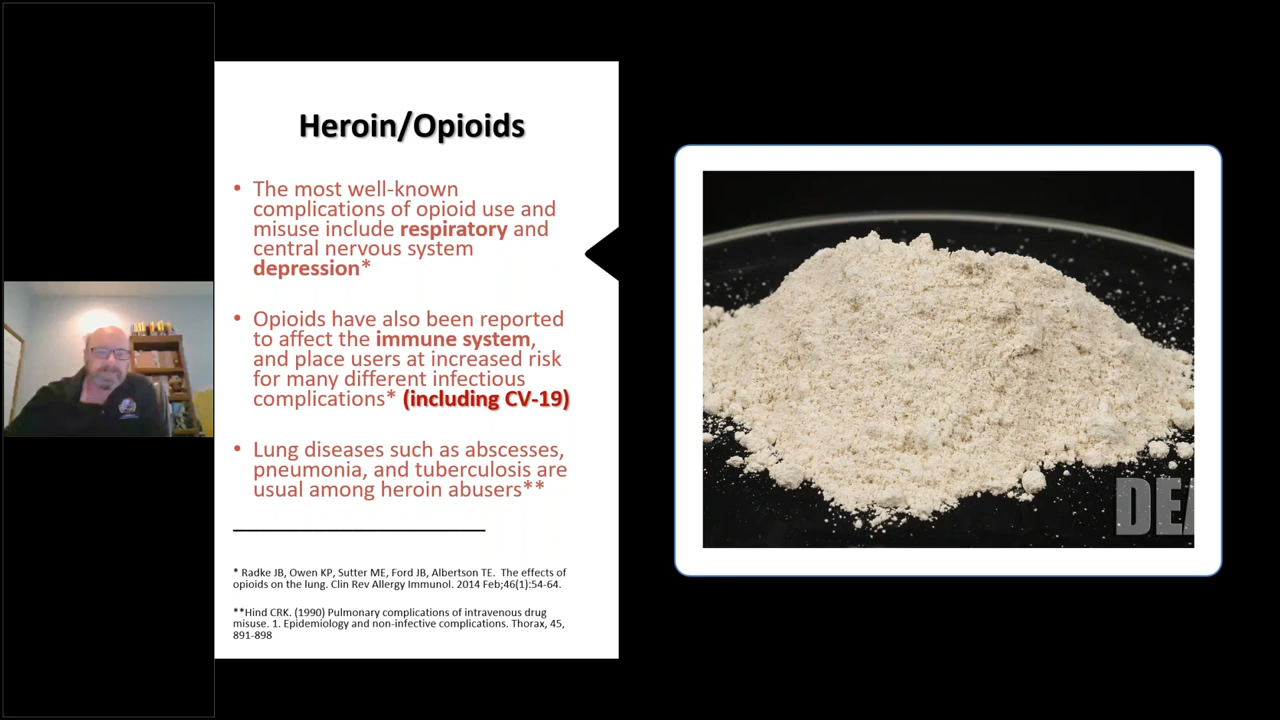 Heroin/Opioids
• The most well-known
complications of opioid use and
misuse include respiratory and
central nervous system
depression*
• Opioids have also been reported
to affect the immune system,
and place users at increased risk
for many different infectious
complications* (including CV-19)
• Lung diseases such as abscesses,
pneumonia, and tuberculosis are
usual among heroin abusers**
* Radke JB, Owen KP, Sutter ME, Ford JB, Albertson TE. The effects of
opioids on the lung. Clin Rev Allergy Immunol. 2014 Feb;46(1):54-64.
**Hind CRK. (1990) Pulmonary complications of intravenous drug
misuse. 1. Epidemiology and non-infective complications. Thorax, 45,
891-898
DEA